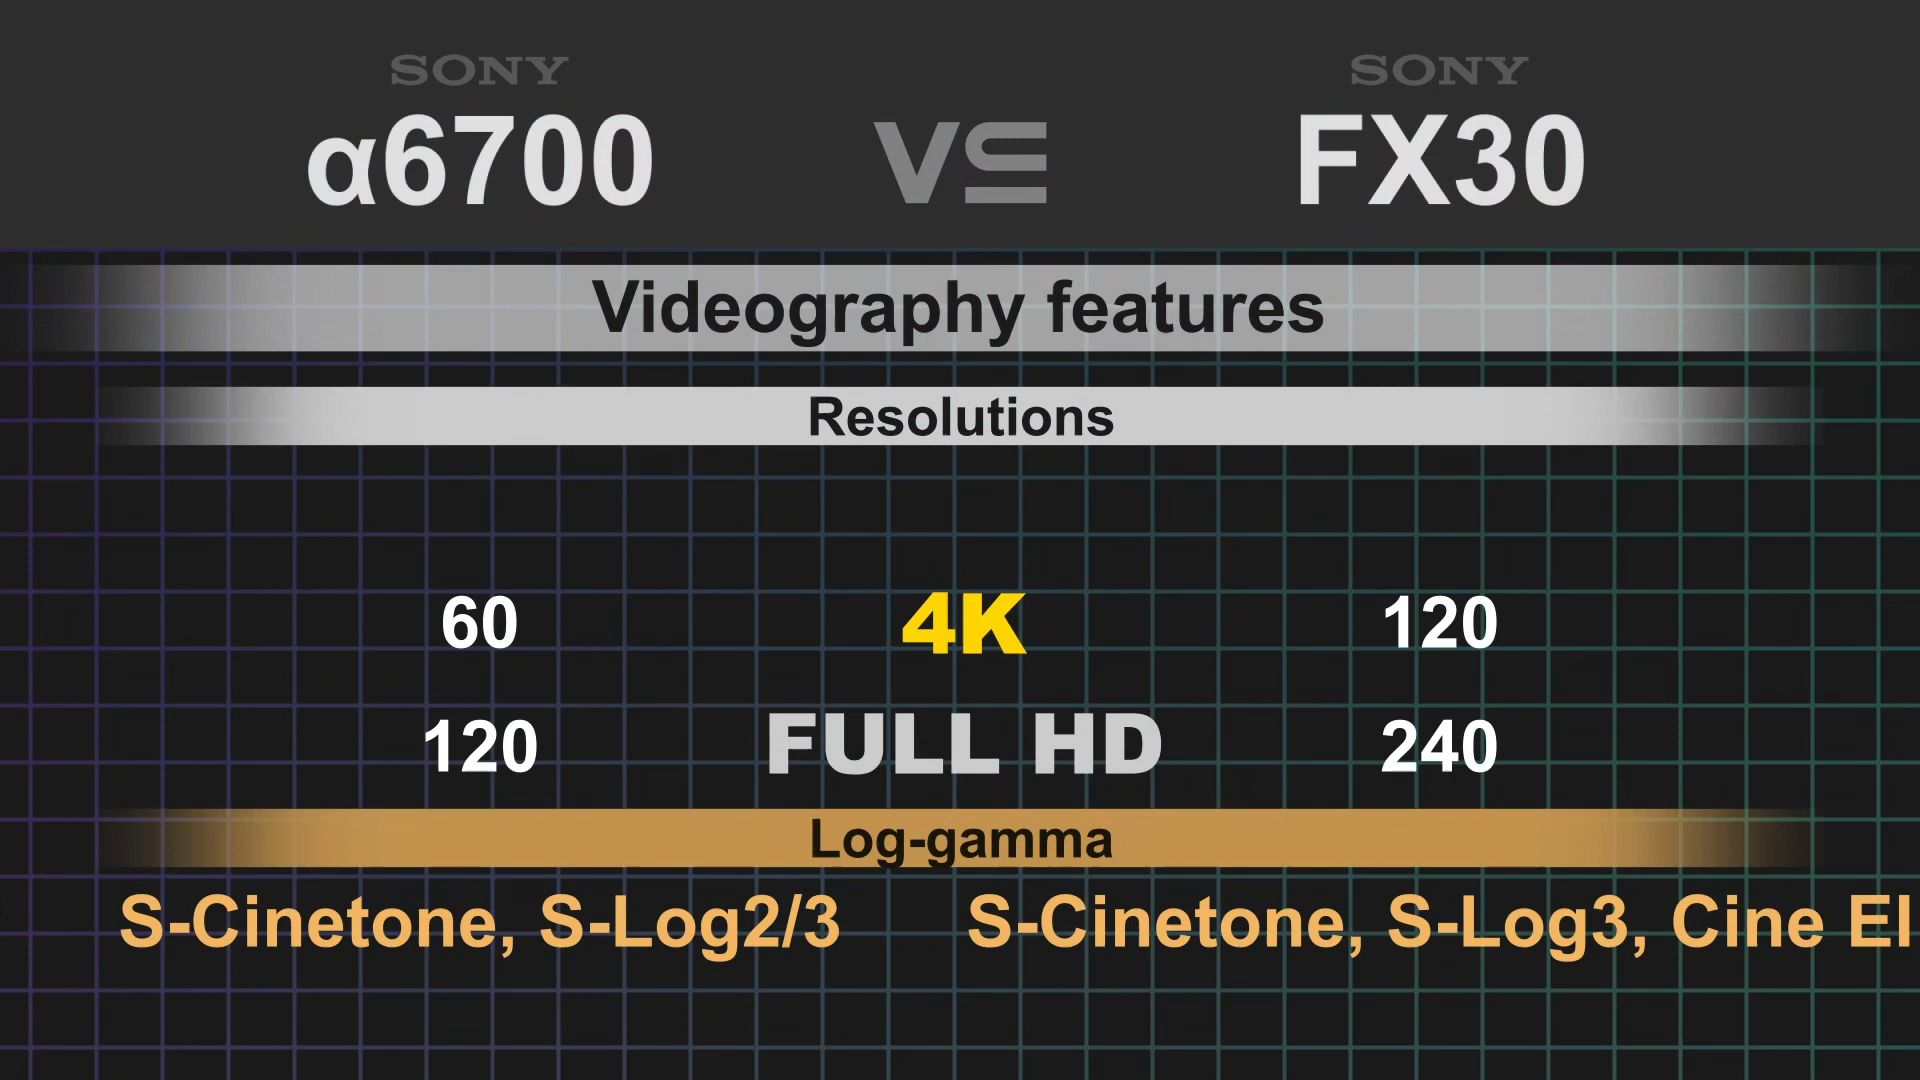 SONY SONY
α6700 VS FX30
Videography features
Resolutions
60 4K 120
120 FULL HD 240
Log-gamma
S-Cinetone, S-Log2/3 S-Cinetone, S-Log3, Cine EI